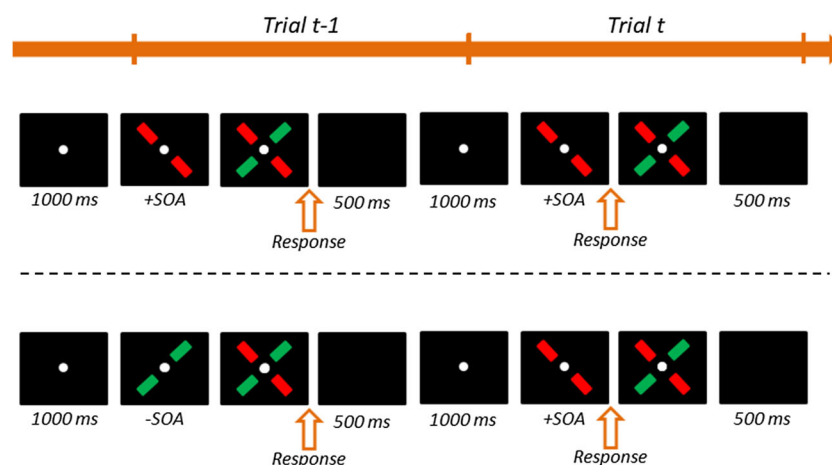 Trial t-1 Trial t
1000 ms +SOA 500 ms 1000 ms +SOA 500 ms
Response Response
1000 ms -SOA 500 ms 1000 ms +SOA 500 ms
Response Response